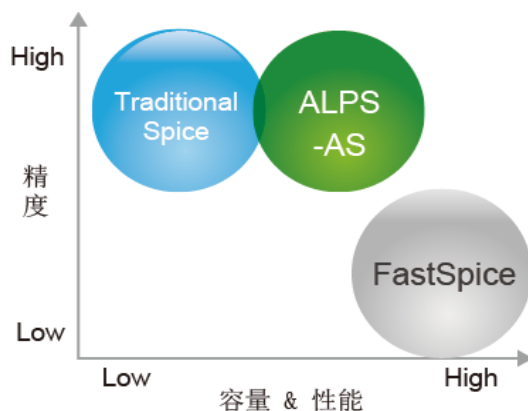 High
Traditional
Spice
ALPS
-AS
精
度
FastSpice
Low
Low
High
容量 & 性能